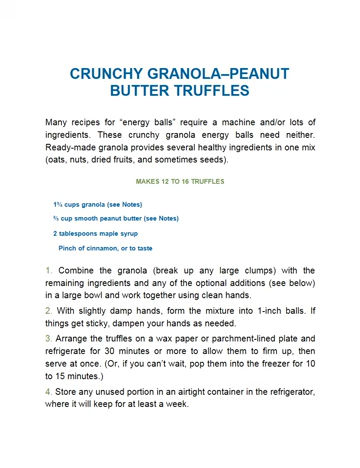 CRUNCHY GRANOLA–PEANUT
BUTTER TRUFFLES
Many recipes for “energy balls” require a machine and/or lots of
ingredients. These crunchy granola energy balls need neither.
Ready-made granola provides several healthy ingredients in one mix
(oats, nuts, dried fruits, and sometimes seeds).
MAKES 12 TO 16 TRUFFLES
cups granola (see Notes)
cup smooth peanut butter (see Notes)
2 tablespoons maple syrup
Pinch of cinnamon, or to taste
1. Combine the granola (break up any large clumps) with the
remaining ingredients and any of the optional additions (see below)
in a large bowl and work together using clean hands.
2. With slightly damp hands, form the mixture into 1-inch balls. If
things get sticky, dampen your hands as needed.
3. Arrange the truffles on a wax paper or parchment-lined plate and
refrigerate for 30 minutes or more to allow them to firm up, then
serve at once. (Or, if you can’t wait, pop them into the freezer for 10
to 15 minutes.)
4. Store any unused portion in an airtight container in the refrigerator,
where it will keep for at least a week.